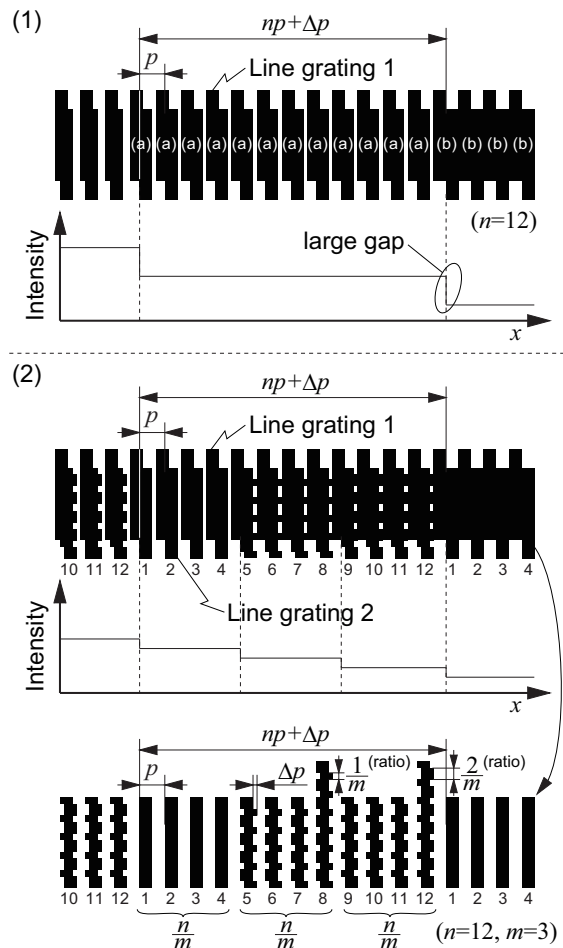 (1)
np+Δp
p
Line grating 1
(a) (a) (a) (a) (a) (a) (a) (a) (a) (a) (a) (b) (b) (b) (b)
(n=12)
large gap
Intensity
x
(2)
np+Δp
p
Line grating 1
10 11 12 1 2 3 4 5 6 7 8 9 10 11 12 1 2 3 4
Line grating 2
Intensity
x
np+Δp
p
Δp
1/m (ratio)
2/m (ratio)
10 11 12 1 2 3 4 5 6 7 8 9 10 11 12 1 2 3 4
n/m n/m n/m
(n=12, m=3)